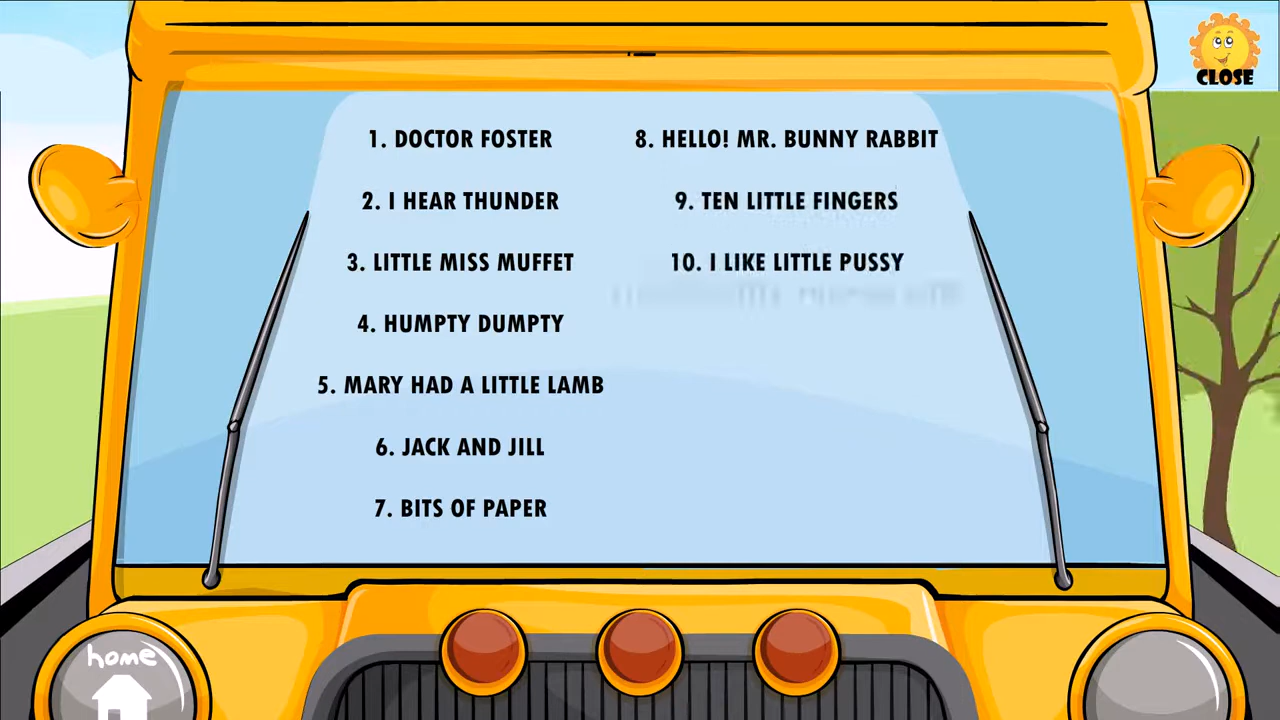 CLOSE
1. DOCTOR FOSTER
2. I HEAR THUNDER
3. LITTLE MISS MUFFET
4. HUMPTY DUMPTY
5. MARY HAD A LITTLE LAMB
6. JACK AND JILL
7. BITS OF PAPER
8. HELLO! MR. BUNNY RABBIT
9. TEN LITTLE FINGERS
10. I LIKE LITTLE PUSSY
home